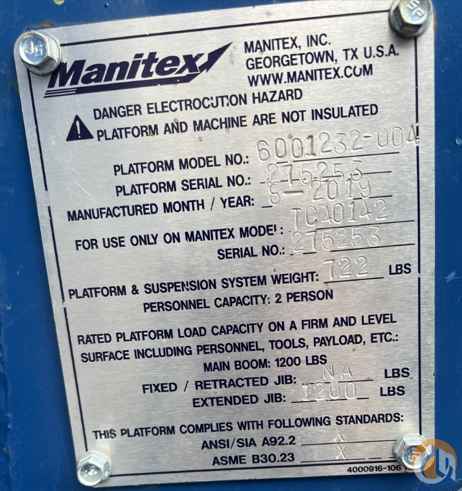 Manitex
MANITEX, INC.
GEORGETOWN, TX U.S.A.
WWW.MANITEX.COM
DANGER ELECTROCUTION HAZARD
PLATFORM AND MACHINE ARE NOT INSULATED
PLATFORM MODEL NO.: 6001232-004
PLATFORM SERIAL NO.: 276253
MANUFACTURED MONTH / YEAR: 8-2019
FOR USE ONLY ON MANITEX MODEL: TC50142
SERIAL NO.: 276253
PLATFORM & SUSPENSION SYSTEM WEIGHT: 722 LBS
PERSONNEL CAPACITY: 2 PERSON
RATED PLATFORM LOAD CAPACITY ON A FIRM AND LEVEL
SURFACE INCLUDING PERSONNEL, TOOLS, PAYLOAD, ETC.:
MAIN BOOM: 1200 LBS
FIXED / RETRACTED JIB: NA LBS
EXTENDED JIB: 1200 LBS
THIS PLATFORM COMPLIES WITH FOLLOWING STANDARDS:
ANSI/SIA A92.2 X
ASME B30.23 X
4000916-106